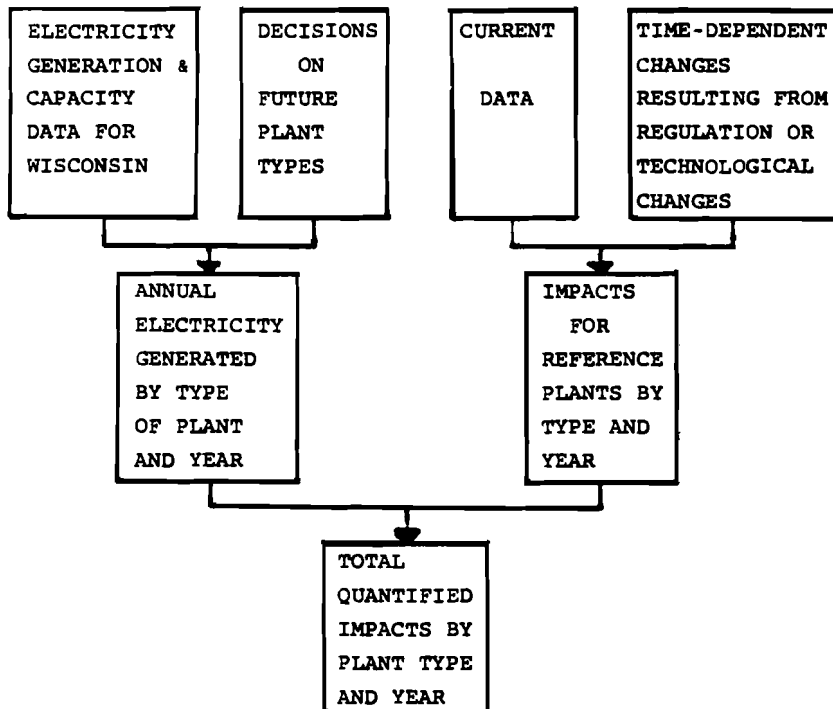 ELECTRICITY
GENERATION &
CAPACITY
DATA FOR
WISCONSIN
DECISIONS
ON
FUTURE
PLANT
TYPES
CURRENT
DATA
TIME-DEPENDENT
CHANGES
RESULTING FROM
REGULATION OR
TECHNOLOGICAL
CHANGES
ANNUAL
ELECTRICITY
GENERATED
BY TYPE
OF PLANT
AND YEAR
IMPACTS
FOR
REFERENCE
PLANTS BY
TYPE AND
YEAR
TOTAL
QUANTIFIED
IMPACTS BY
PLANT TYPE
AND YEAR